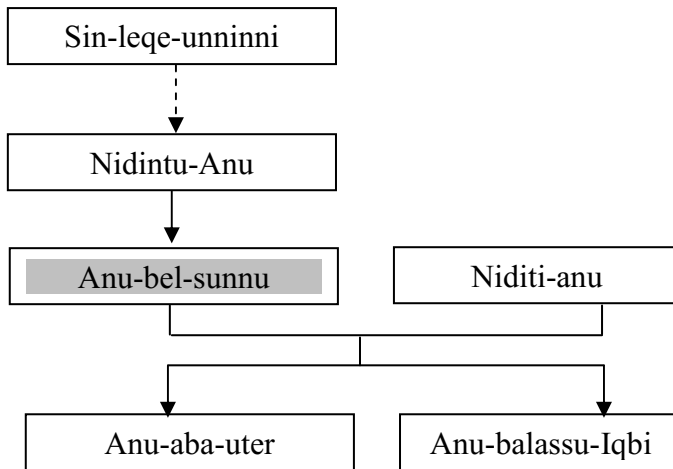 Sin-leqe-unninni
Nidintu-Anu
Anu-bel-sunnu
Niditi-anu
Anu-aba-uter
Anu-balassu-Iqbi